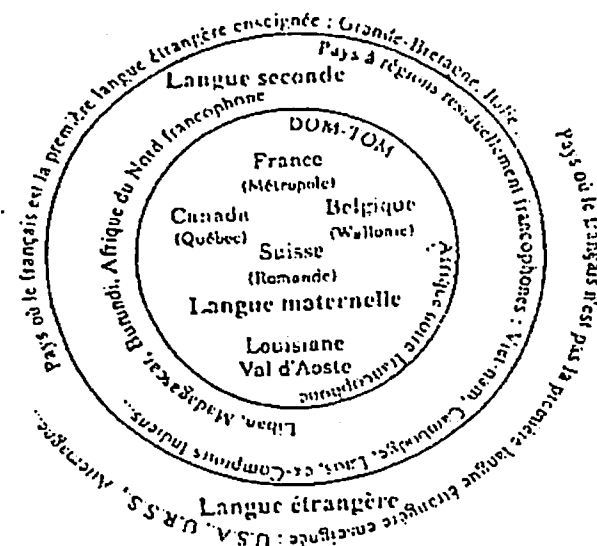 Pays où le français est la première langue étrangère enseignée : Grande-Bretagne, Italie...
Pays à régions résiduellement francophones : Viet-nam, Cambodge, Laos, ex-Comptoirs Indiens...
Langue seconde
Liban, Madagascar, Burundi, Afrique du Nord francophone
DOM-TOM
France
(Métropole)
Canada
(Québec)
Belgique
(Wallonie)
Suisse
(Romande)
Langue maternelle
Louisiane
Val d'Aoste
Afrique noire francophone
Langue étrangère
Pays où le français n'est pas la première langue étrangère enseignée : U.S.A., U.R.S.S., Allemagne...